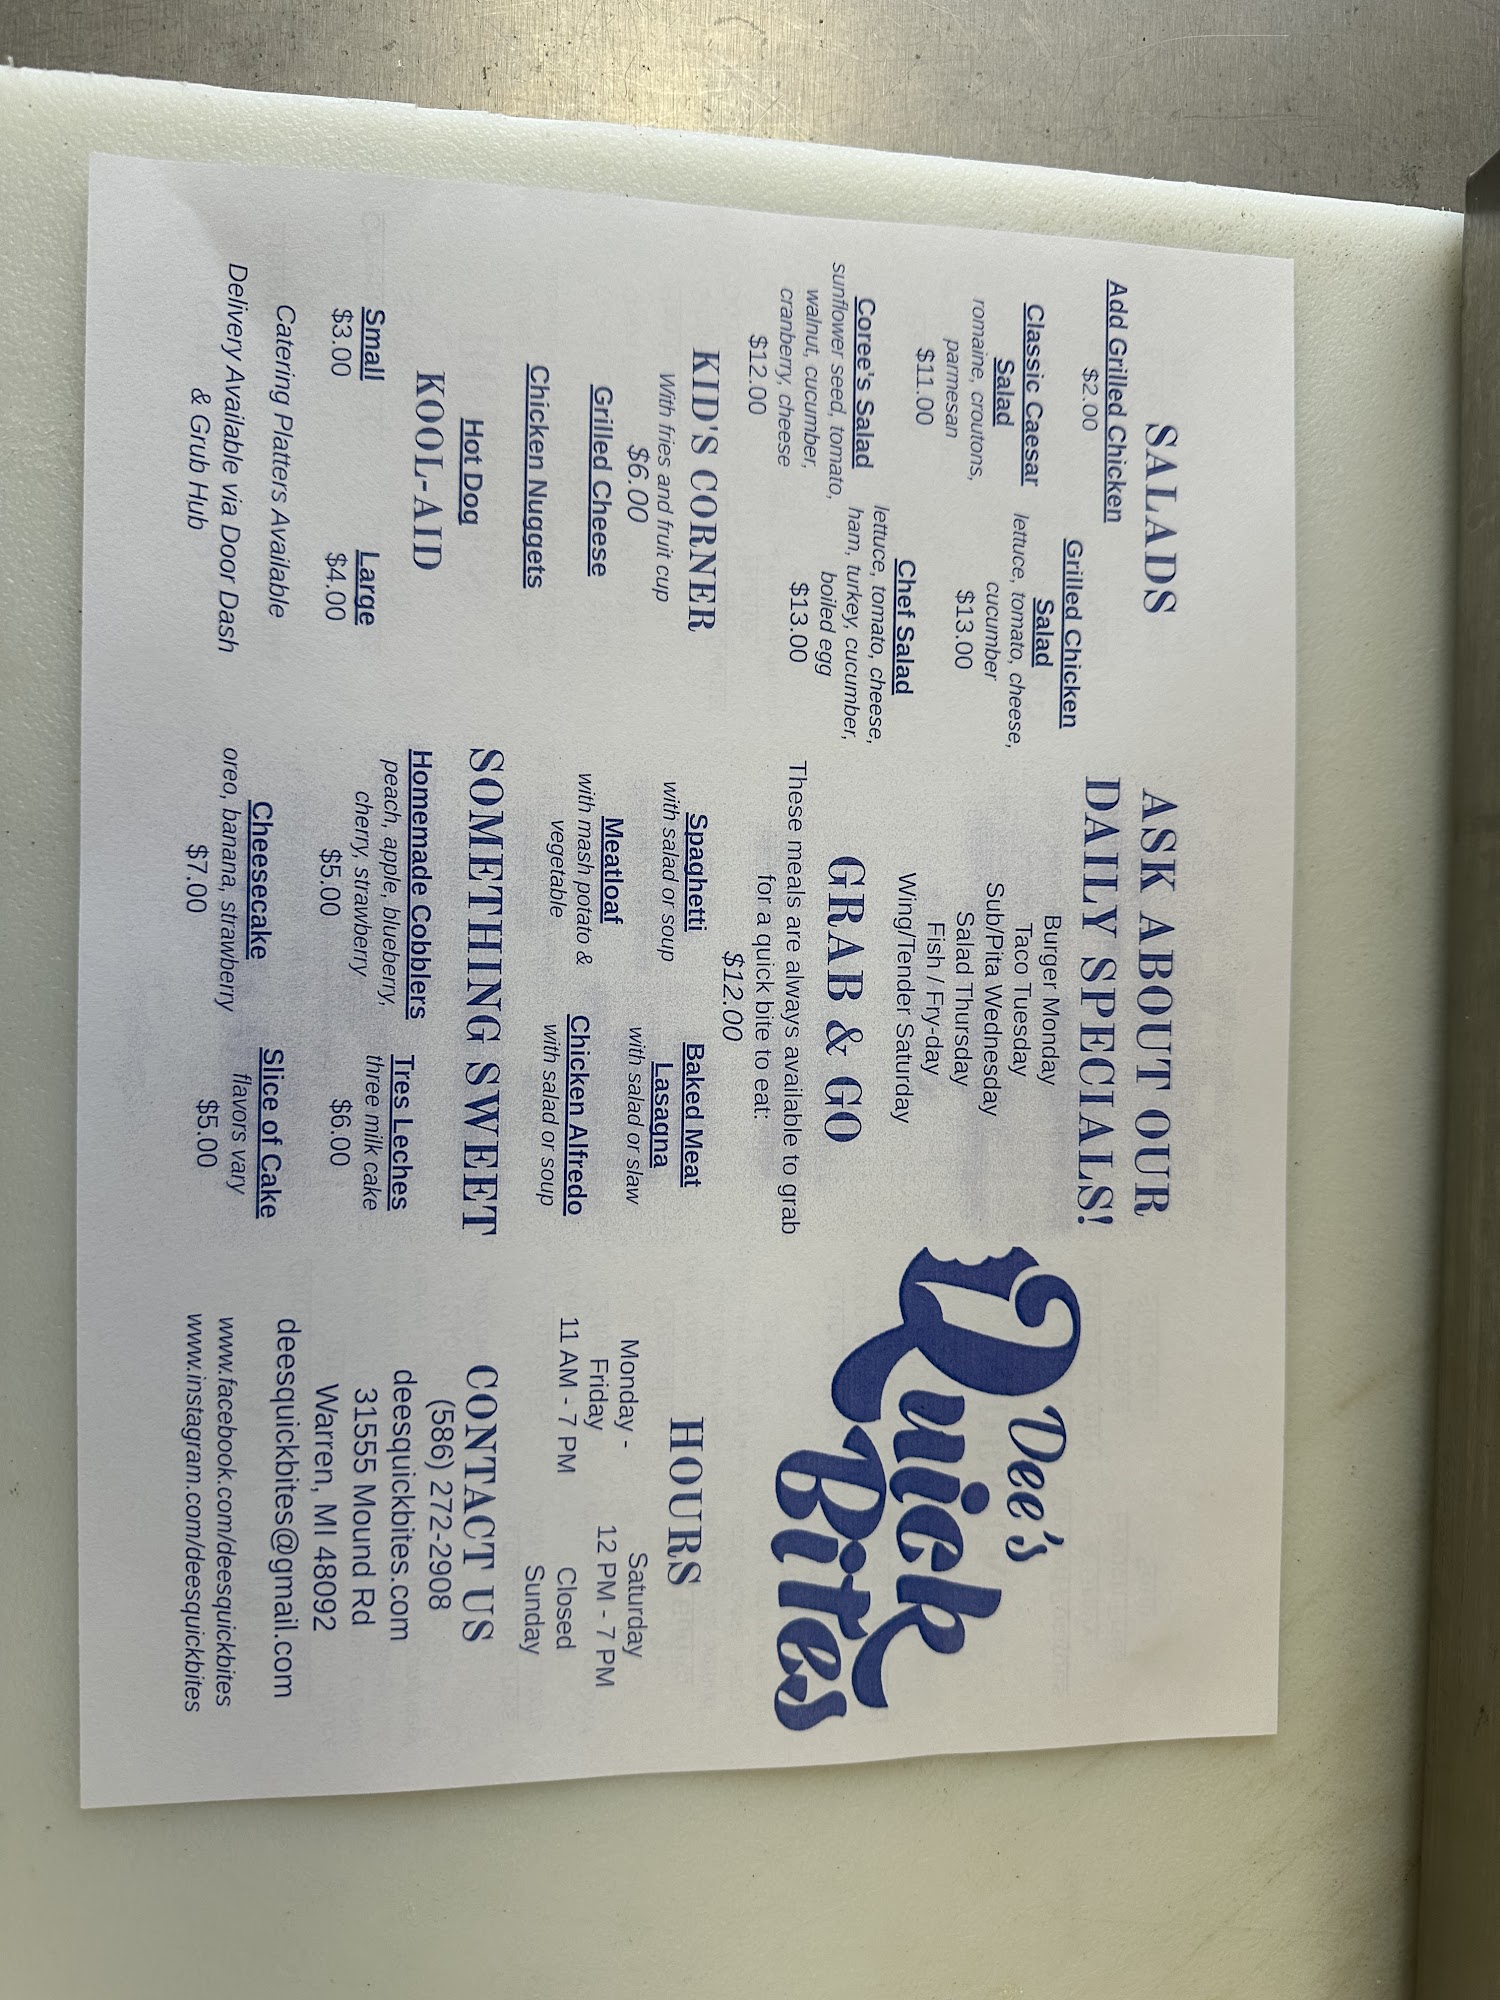 SALADS
Add Grilled Chicken
$2.00
Classic Caesar
Salad
romaine, croutons,
parmesan
$11.00
Grilled Chicken
Salad
lettuce, tomato, cheese,
cucumber
$13.00
Coree's Salad
sunflower seed, tomato,
walnut, cucumber,
cranberry, cheese
$12.00
Chef Salad
lettuce, tomato, cheese,
ham, turkey, cucumber,
boiled egg
$13.00
KID'S CORNER
With fries and fruit cup
$6.00
Grilled Cheese
Chicken Nuggets
Hot Dog
KOOL-AID
Small
$3.00
Large
$4.00
Catering Platters Available
Delivery Available via Door Dash
& Grub Hub
ASK ABOUT OUR
DAILY SPECIALS!
Burger Monday
Taco Tuesday
Sub/Pita Wednesday
Salad Thursday
Fish / Fry-day
Wing/Tender Saturday
GRAB & GO
These meals are always available to grab
for a quick bite to eat:
$12.00
Spaghetti
with salad or soup
Baked Meat
Lasagna
with salad or slaw
Meatloaf
with mash potato &
vegetable
Chicken Alfredo
with salad or soup
SOMETHING SWEET
Homemade Cobblers
peach, apple, blueberry,
cherry, strawberry
$5.00
Tres Leches
three milk cake
$6.00
Cheesecake
oreo, banana, strawberry
$7.00
Slice of Cake
flavors vary
$5.00
Dee's
Quick
Bites
HOURS
Monday -
Friday
11 AM - 7 PM
Saturday
12 PM - 7 PM
Closed
Sunday
CONTACT US
(586) 272-2908
deesquickbites.com
31555 Mound Rd
Warren, MI 48092
deesquickbites@gmail.com
www.facebook.com/deesquickbites
www.instagram.com/deesquickbites